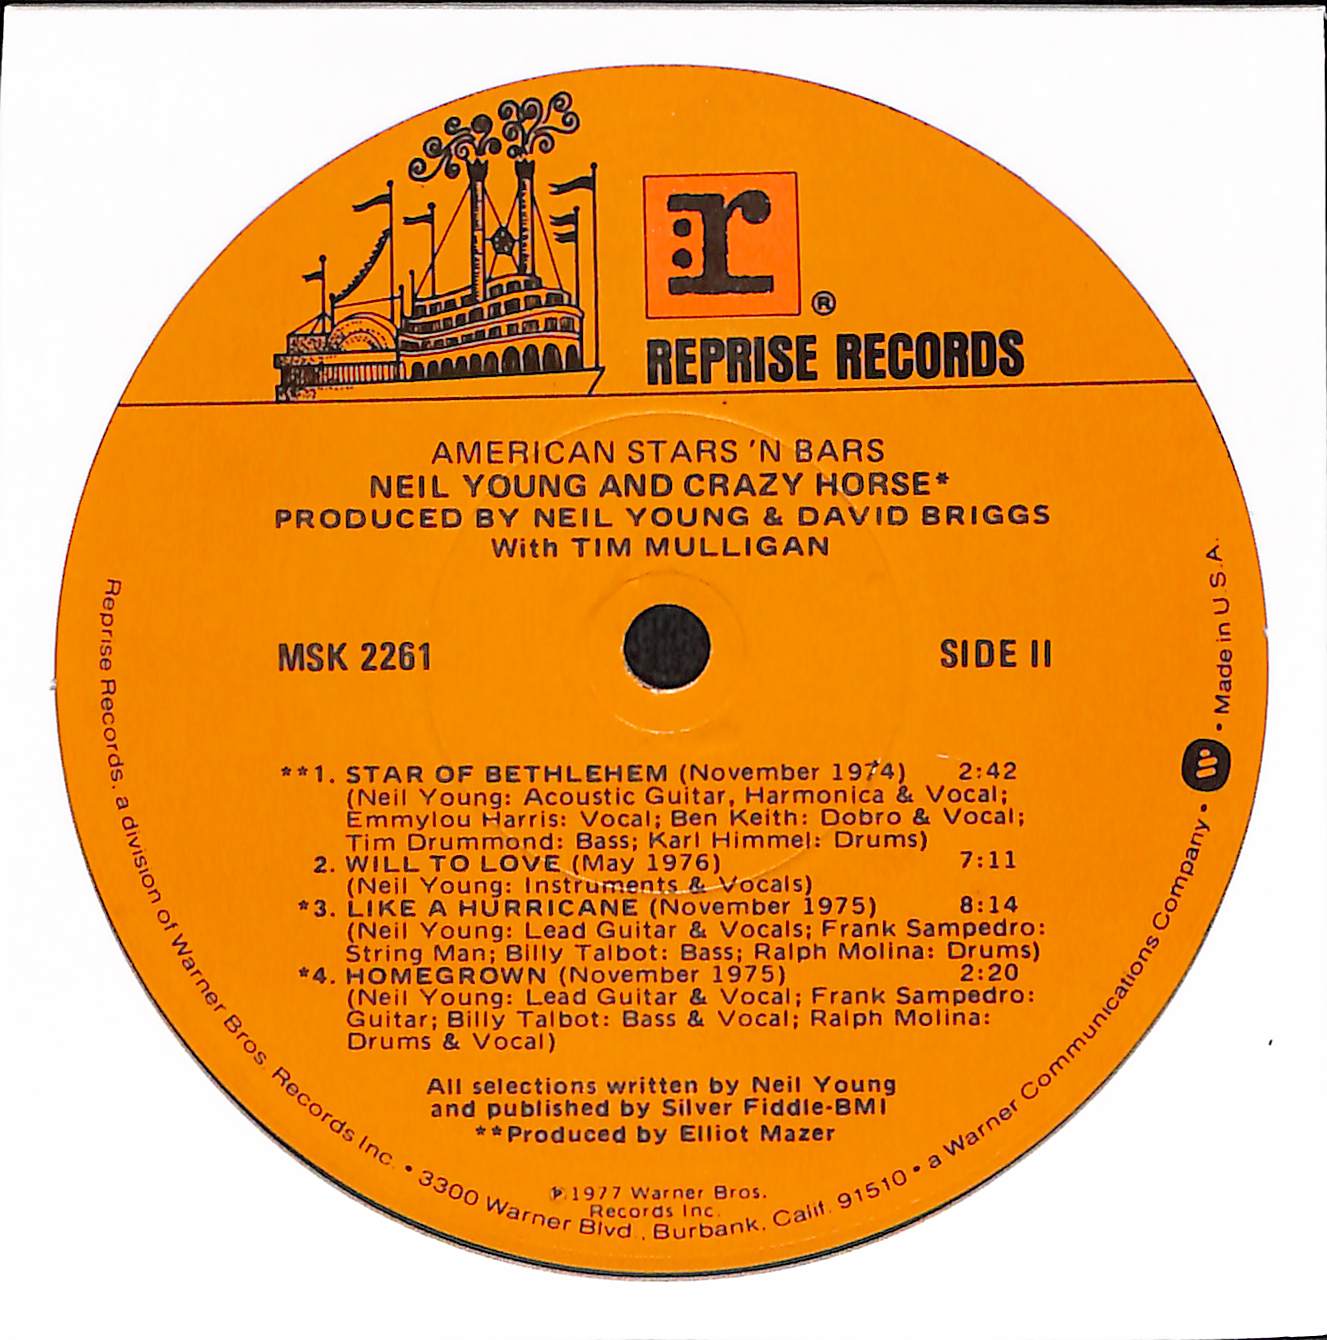 r
®
REPRISE RECORDS
AMERICAN STARS 'N BARS
NEIL YOUNG AND CRAZY HORSE*
PRODUCED BY NEIL YOUNG & DAVID BRIGGS
With TIM MULLIGAN
MSK 2261
SIDE II
**1. STAR OF BETHLEHEM (November 1974) 2:42
(Neil Young: Acoustic Guitar, Harmonica & Vocal;
Emmylou Harris: Vocal; Ben Keith: Dobro & Vocal;
Tim Drummond: Bass; Karl Himmel: Drums)
2. WILL TO LOVE (May 1976) 7:11
(Neil Young: Instruments & Vocals)
*3. LIKE A HURRICANE (November 1975) 8:14
(Neil Young: Lead Guitar & Vocals; Frank Sampedro:
String Man; Billy Talbot: Bass; Ralph Molina: Drums)
*4. HOMEGROWN (November 1975) 2:20
(Neil Young: Lead Guitar & Vocal; Frank Sampedro:
Guitar; Billy Talbot: Bass & Vocal; Ralph Molina:
Drums & Vocal)
All selections written by Neil Young
and published by Silver Fiddle-BMI
**Produced by Elliot Mazer
℗1977 Warner Bros.
Records Inc.
Reprise Records, a division of Warner Bros. Records Inc. • 3300 Warner Blvd., Burbank, Calif. 91510 • a Warner Communications Company • W • Made in U.S.A.